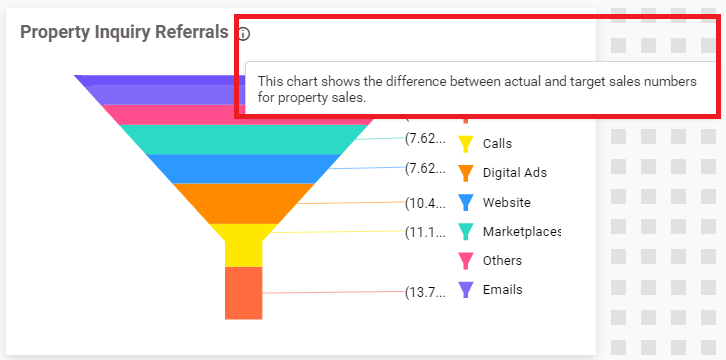 Property Inquiry Referrals
This chart shows the difference between actual and target sales numbers
for property sales.
(7.62...
Calls
(7.62...
Digital Ads
(10.4...
Website
(11.1...
Marketplaces
Others
(13.7...
Emails